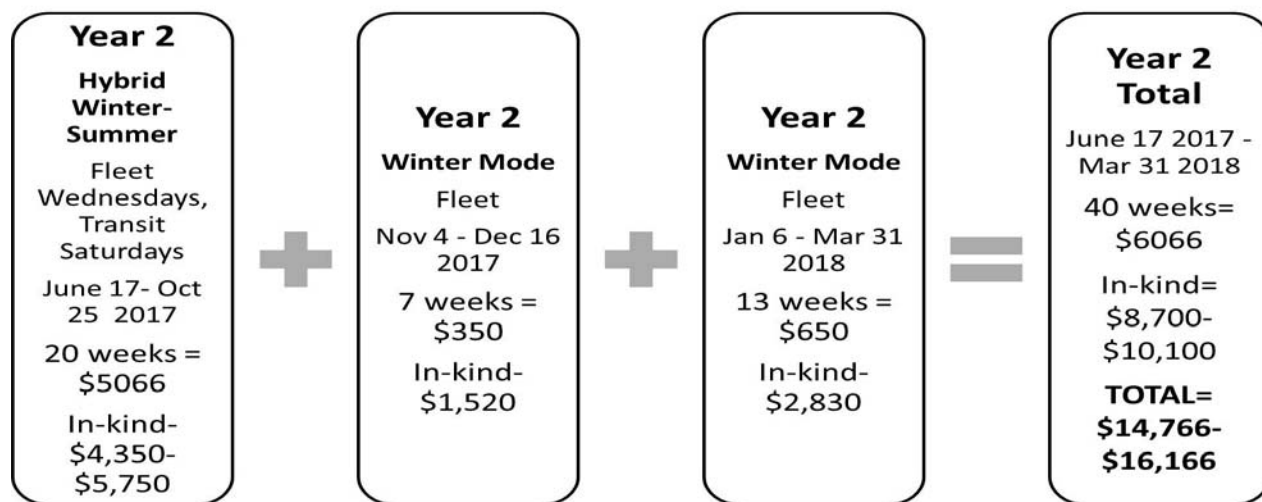 Year 2
Hybrid
Winter-
Summer
Fleet
Wednesdays,
Transit
Saturdays
June 17- Oct
25 2017
20 weeks =
$5066
In-kind-
$4,350-
$5,750
Year 2
Winter Mode
Fleet
Nov 4 - Dec 16
2017
7 weeks =
$350
In-kind-
$1,520
Year 2
Winter Mode
Fleet
Jan 6 - Mar 31
2018
13 weeks =
$650
In-kind-
$2,830
Year 2
Total
June 17 2017 -
Mar 31 2018
40 weeks=
$6066
In-kind=
$8,700-
$10,100
TOTAL=
$14,766-
$16,166